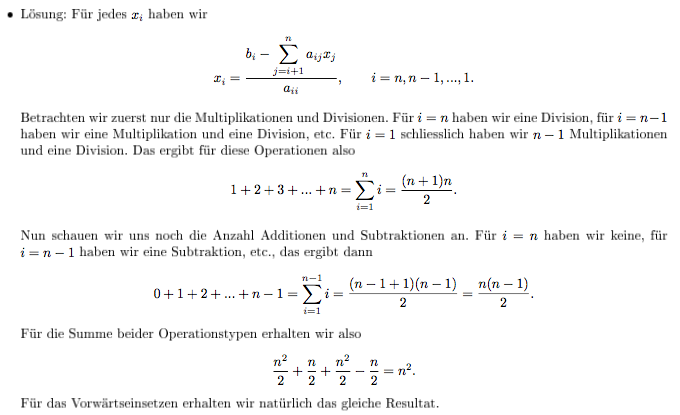 • Lösung: Für jedes $x_i$ haben wir
$$x_i = \frac{b_i - \sum_{j=i+1}^{n} a_{ij}x_j}{a_{ii}}, \qquad i = n, n-1, ..., 1.$$
Betrachten wir zuerst nur die Multiplikationen und Divisionen. Für $i = n$ haben wir eine Division, für $i = n-1$
haben wir eine Multiplikation und eine Division, etc. Für $i = 1$ schliesslich haben wir $n - 1$ Multiplikationen
und eine Division. Das ergibt für diese Operationen also
$$1 + 2 + 3 + ... + n = \sum_{i=1}^{n} i = \frac{(n+1)n}{2}.$$
Nun schauen wir uns noch die Anzahl Additionen und Subtraktionen an. Für $i = n$ haben wir keine, für
$i = n - 1$ haben wir eine Subtraktion, etc., das ergibt dann
$$0 + 1 + 2 + ... + n - 1 = \sum_{i=1}^{n-1} i = \frac{(n-1+1)(n-1)}{2} = \frac{n(n-1)}{2}.$$
Für die Summe beider Operationstypen erhalten wir also
$$\frac{n^2}{2} + \frac{n}{2} + \frac{n^2}{2} - \frac{n}{2} = n^2.$$
Für das Vorwärtseinsetzen erhalten wir natürlich das gleiche Resultat.